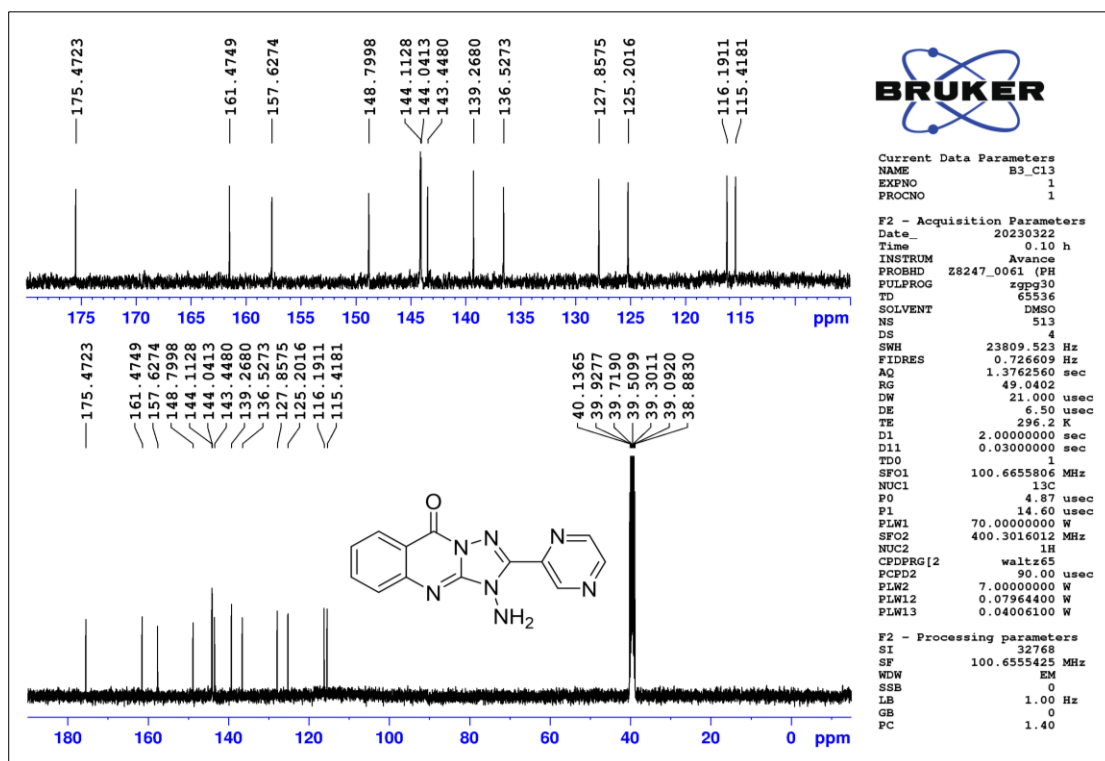 175.4723
161.4749
157.6274
148.7998
144.1128
144.0413
143.4480
139.2680
136.5273
127.8575
125.2016
116.1911
115.4181
175 170 165 160 155 150 145 140 135 130 125 120 115 ppm
175.4723
161.4749
157.6274
148.7998
144.1128
144.0413
143.4480
139.2680
136.5273
127.8575
125.2016
116.1911
115.4181
40.1365
39.9277
39.7190
39.5099
39.3011
39.0920
38.8830
O
N N N
N N N
NH2
180 160 140 120 100 80 60 40 20 0 ppm
BRUKER
Current Data Parameters
NAME B3_C13
EXPNO 1
PROCNO 1
F2 - Acquisition Parameters
Date_ 20230322
Time 0.10 h
INSTRUM Avance
PROBHD Z8247_0061 (PH
PULPROG zgpg30
TD 65536
SOLVENT DMSO
NS 513
DS 4
SWH 23809.523 Hz
FIDRES 0.726609 Hz
AQ 1.3762560 sec
RG 49.0402
DW 21.000 usec
DE 6.50 usec
TE 296.2 K
D1 2.00000000 sec
D11 0.03000000 sec
TD0 1
SFO1 100.6655806 MHz
NUC1 13C
P0 4.87 usec
P1 14.60 usec
PLW1 70.00000000 W
SFO2 400.3016012 MHz
NUC2 1H
CPDPRG[2 waltz65
PCPD2 90.00 usec
PLW2 7.00000000 W
PLW12 0.07964400 W
PLW13 0.04006100 W
F2 - Processing parameters
SI 32768
SF 100.6555425 MHz
WDW EM
SSB 0
LB 1.00 Hz
GB 0
PC 1.40